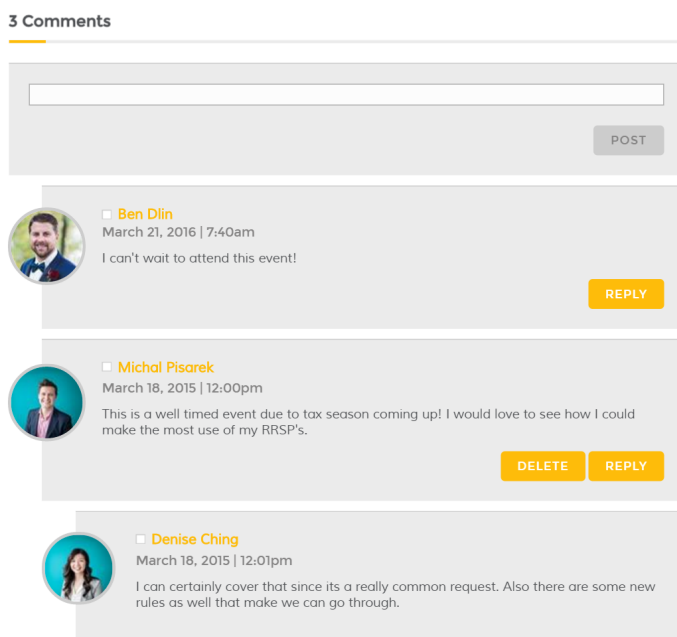 3 Comments
POST
Ben Dlin
March 21, 2016 | 7:40am
I can't wait to attend this event!
REPLY
Michal Pisarek
March 18, 2015 | 12:00pm
This is a well timed event due to tax season coming up! I would love to see how I could
make the most use of my RRSP's.
DELETE REPLY
Denise Ching
March 18, 2015 | 12:01pm
I can certainly cover that since its a really common request. Also there are some new
rules as well that make we can go through.